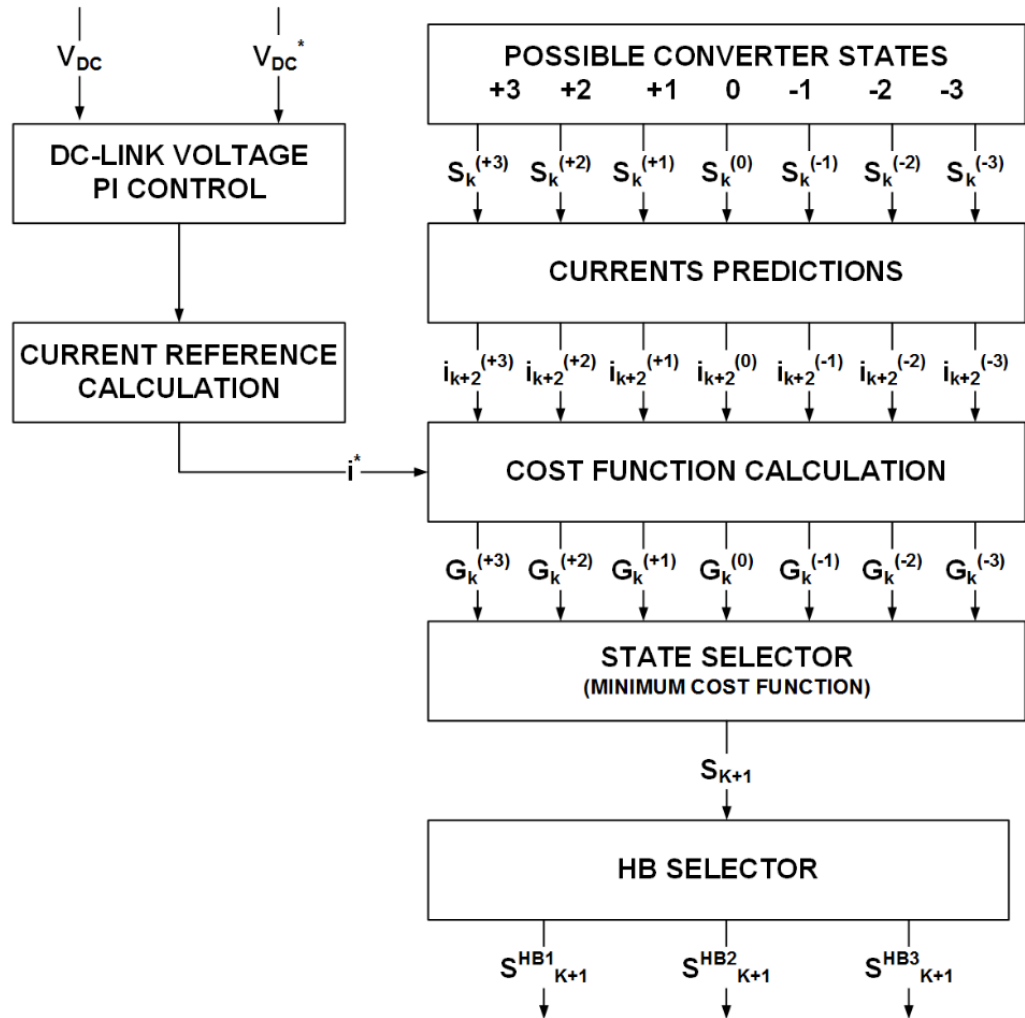 V_DC V_DC*
DC-LINK VOLTAGE
PI CONTROL
CURRENT REFERENCE
CALCULATION
i*
POSSIBLE CONVERTER STATES
+3 +2 +1 0 -1 -2 -3
S_k^(+3) S_k^(+2) S_k^(+1) S_k^(0) S_k^(-1) S_k^(-2) S_k^(-3)
CURRENTS PREDICTIONS
i_k+2^(+3) i_k+2^(+2) i_k+2^(+1) i_k+2^(0) i_k+2^(-1) i_k+2^(-2) i_k+2^(-3)
COST FUNCTION CALCULATION
G_k^(+3) G_k^(+2) G_k^(+1) G_k^(0) G_k^(-1) G_k^(-2) G_k^(-3)
STATE SELECTOR
(MINIMUM COST FUNCTION)
S_K+1
HB SELECTOR
S^HB1_K+1 S^HB2_K+1 S^HB3_K+1